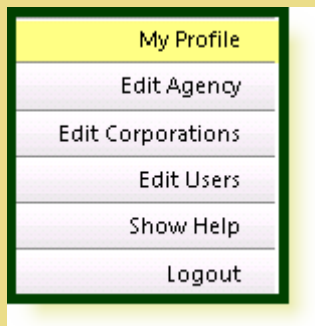 My Profile
Edit Agency
Edit Corporations
Edit Users
Show Help
Logout